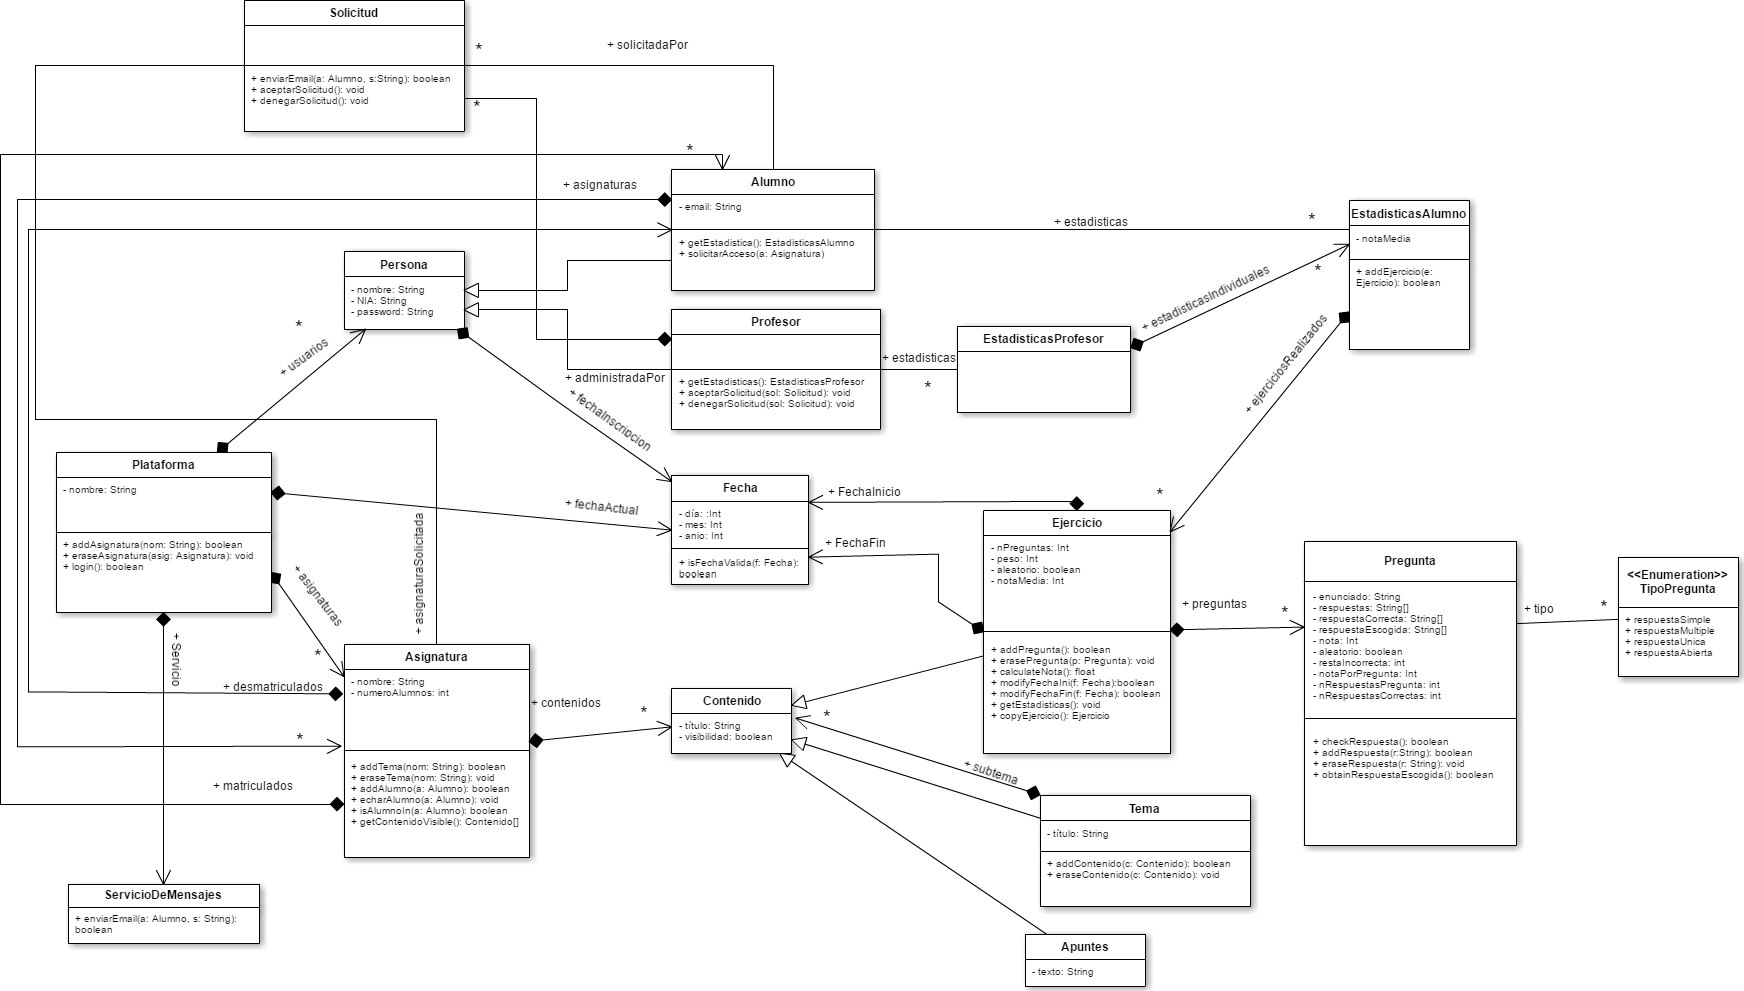 Solicitud
+ enviarEmail(a: Alumno, s:String): boolean
+ aceptarSolicitud(): void
+ denegarSolicitud(): void
*
+ solicitadaPor
*
*
+ asignaturas
Alumno
- email: String
+ getEstadistica(): EstadisticasAlumno
+ solicitarAcceso(a: Asignatura)
+ estadisticas
*
EstadisticasAlumno
- notaMedia
+ addEjercicio(e:
Ejercicio): boolean
Persona
- nombre: String
- NIA: String
- password: String
*
+ usuarios
Profesor
+ getEstadisticas(): EstadisticasProfesor
+ aceptarSolicitud(sol: Solicitud): void
+ denegarSolicitud(sol: Solicitud): void
+ administradaPor
+ estadisticas
*
EstadisticasProfesor
+ estadisticasIndividuales
*
+ ejerciciosRealizados
*
+ fechaInscripcion
Plataforma
- nombre: String
+ addAsignatura(nom: String): boolean
+ eraseAsignatura(asig: Asignatura): void
+ login(): boolean
+ fechaActual
Fecha
- día: :Int
- mes: Int
- anio: Int
+ isFechaValida(f: Fecha):
boolean
+ FechaInicio
+ FechaFin
Ejercicio
- nPreguntas: Int
- peso: Int
- aleatorio: boolean
- notaMedia: Int
+ addPregunta(): boolean
+ erasePregunta(p: Pregunta): void
+ calculateNota(): float
+ modifyFechaIni(f: Fecha):boolean
+ modifyFechaFin(f: Fecha): boolean
+ getEstadisticas(): void
+ copyEjercicio(): Ejercicio
+ preguntas
*
Pregunta
- enunciado: String
- respuestas: String[]
- respuestaCorrecta: String[]
- respuestaEscogida: String[]
- nota: Int
- aleatorio: boolean
- restaIncorrecta: int
- notaPorPregunta: Int
- nRespuestasPregunta: int
- nRespuestasCorrectas: int
+ checkRespuesta(): boolean
+ addRespuesta(r:String): boolean
+ eraseRespuesta(r: String): void
+ obtainRespuestaEscogida(): boolean
+ tipo
*
<<Enumeration>>
TipoPregunta
+ respuestaSimple
+ respuestaMultiple
+ respuestaUnica
+ respuestaAbierta
+ asignaturas
*
+ asignaturaSolicitada
+ Servicio
+ desmatriculados
*
+ matriculados
Asignatura
- nombre: String
- numeroAlumnos: int
+ addTema(nom: String): boolean
+ eraseTema(nom: String): void
+ addAlumno(a: Alumno): boolean
+ echarAlumno(a: Alumno): void
+ isAlumnoIn(a: Alumno): boolean
+ getContenidoVisible(): Contenido[]
+ contenidos
*
Contenido
- título: String
- visibilidad: boolean
*
+ subtema
Tema
- título: String
+ addContenido(c: Contenido): boolean
+ eraseContenido(c: Contenido): void
ServicioDeMensajes
+ enviarEmail(a: Alumno, s: String):
boolean
Apuntes
- texto: String